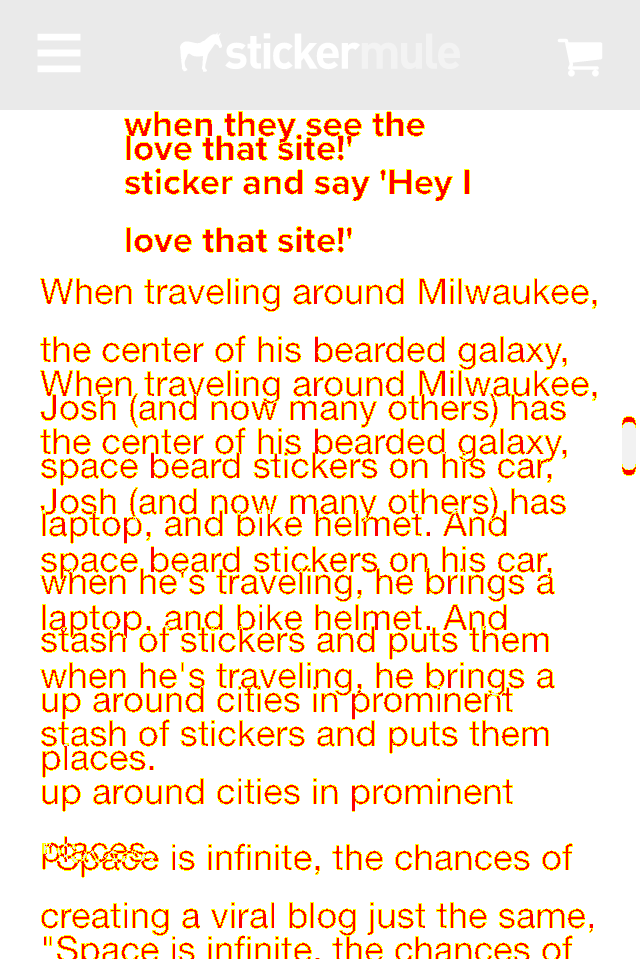 stickermule
when they see the
love that site!'
sticker and say 'Hey I
love that site!'
When traveling around Milwaukee,
the center of his bearded galaxy,
When traveling around Milwaukee,
Josh (and now many others) has
the center of his bearded galaxy,
space beard stickers on his car,
Josh (and now many others) has
laptop, and bike helmet. And
space beard stickers on his car,
when he's traveling, he brings a
laptop, and bike helmet. And
stash of stickers and puts them
when he's traveling, he brings a
up around cities in prominent
stash of stickers and puts them
places.
up around cities in prominent
places.
Space is infinite, the chances of
creating a viral blog just the same,
"Space is infinite, the chances of